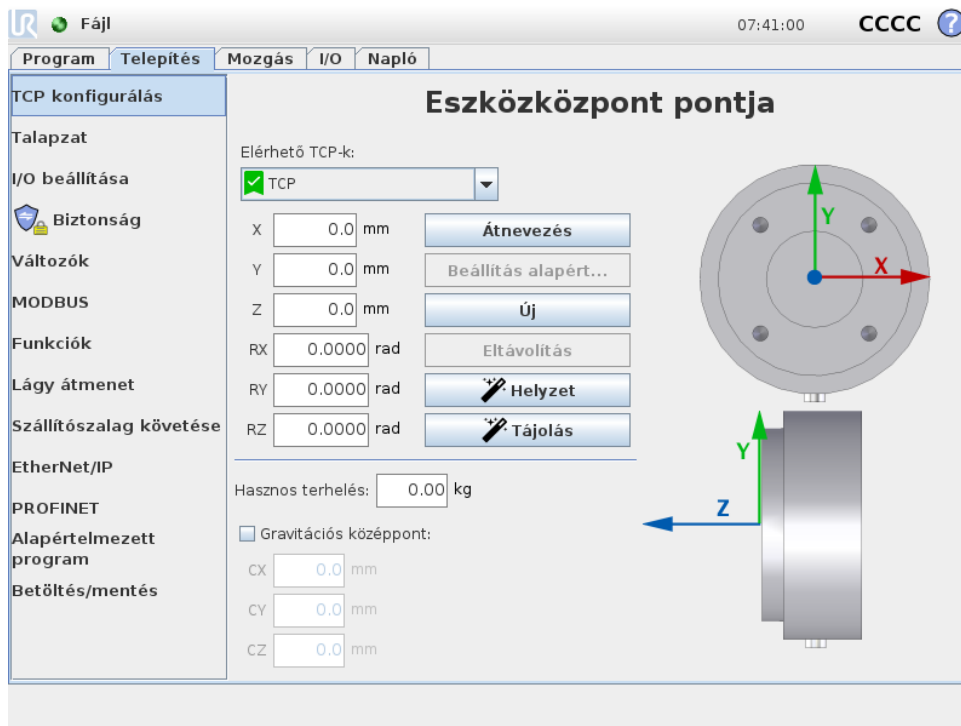 UR Fájl 07:41:00 CCCC ?
Program Telepítés Mozgás I/O Napló
TCP konfigurálás
Talapzat
I/O beállítása
Biztonság
Változók
MODBUS
Funkciók
Lágy átmenet
Szállítószalag követése
EtherNet/IP
PROFINET
Alapértelmezett
program
Betöltés/mentés
Eszközközpont pontja
Elérhető TCP-k:
TCP
X 0.0 mm Átnevezés
Y 0.0 mm Beállítás alapért...
Z 0.0 mm Új
RX 0.0000 rad Eltávolítás
RY 0.0000 rad Helyzet
RZ 0.0000 rad Tájolás
Hasznos terhelés: 0.00 kg
Gravitációs középpont:
CX 0.0 mm
CY 0.0 mm
CZ 0.0 mm
Y
X
Y
Z